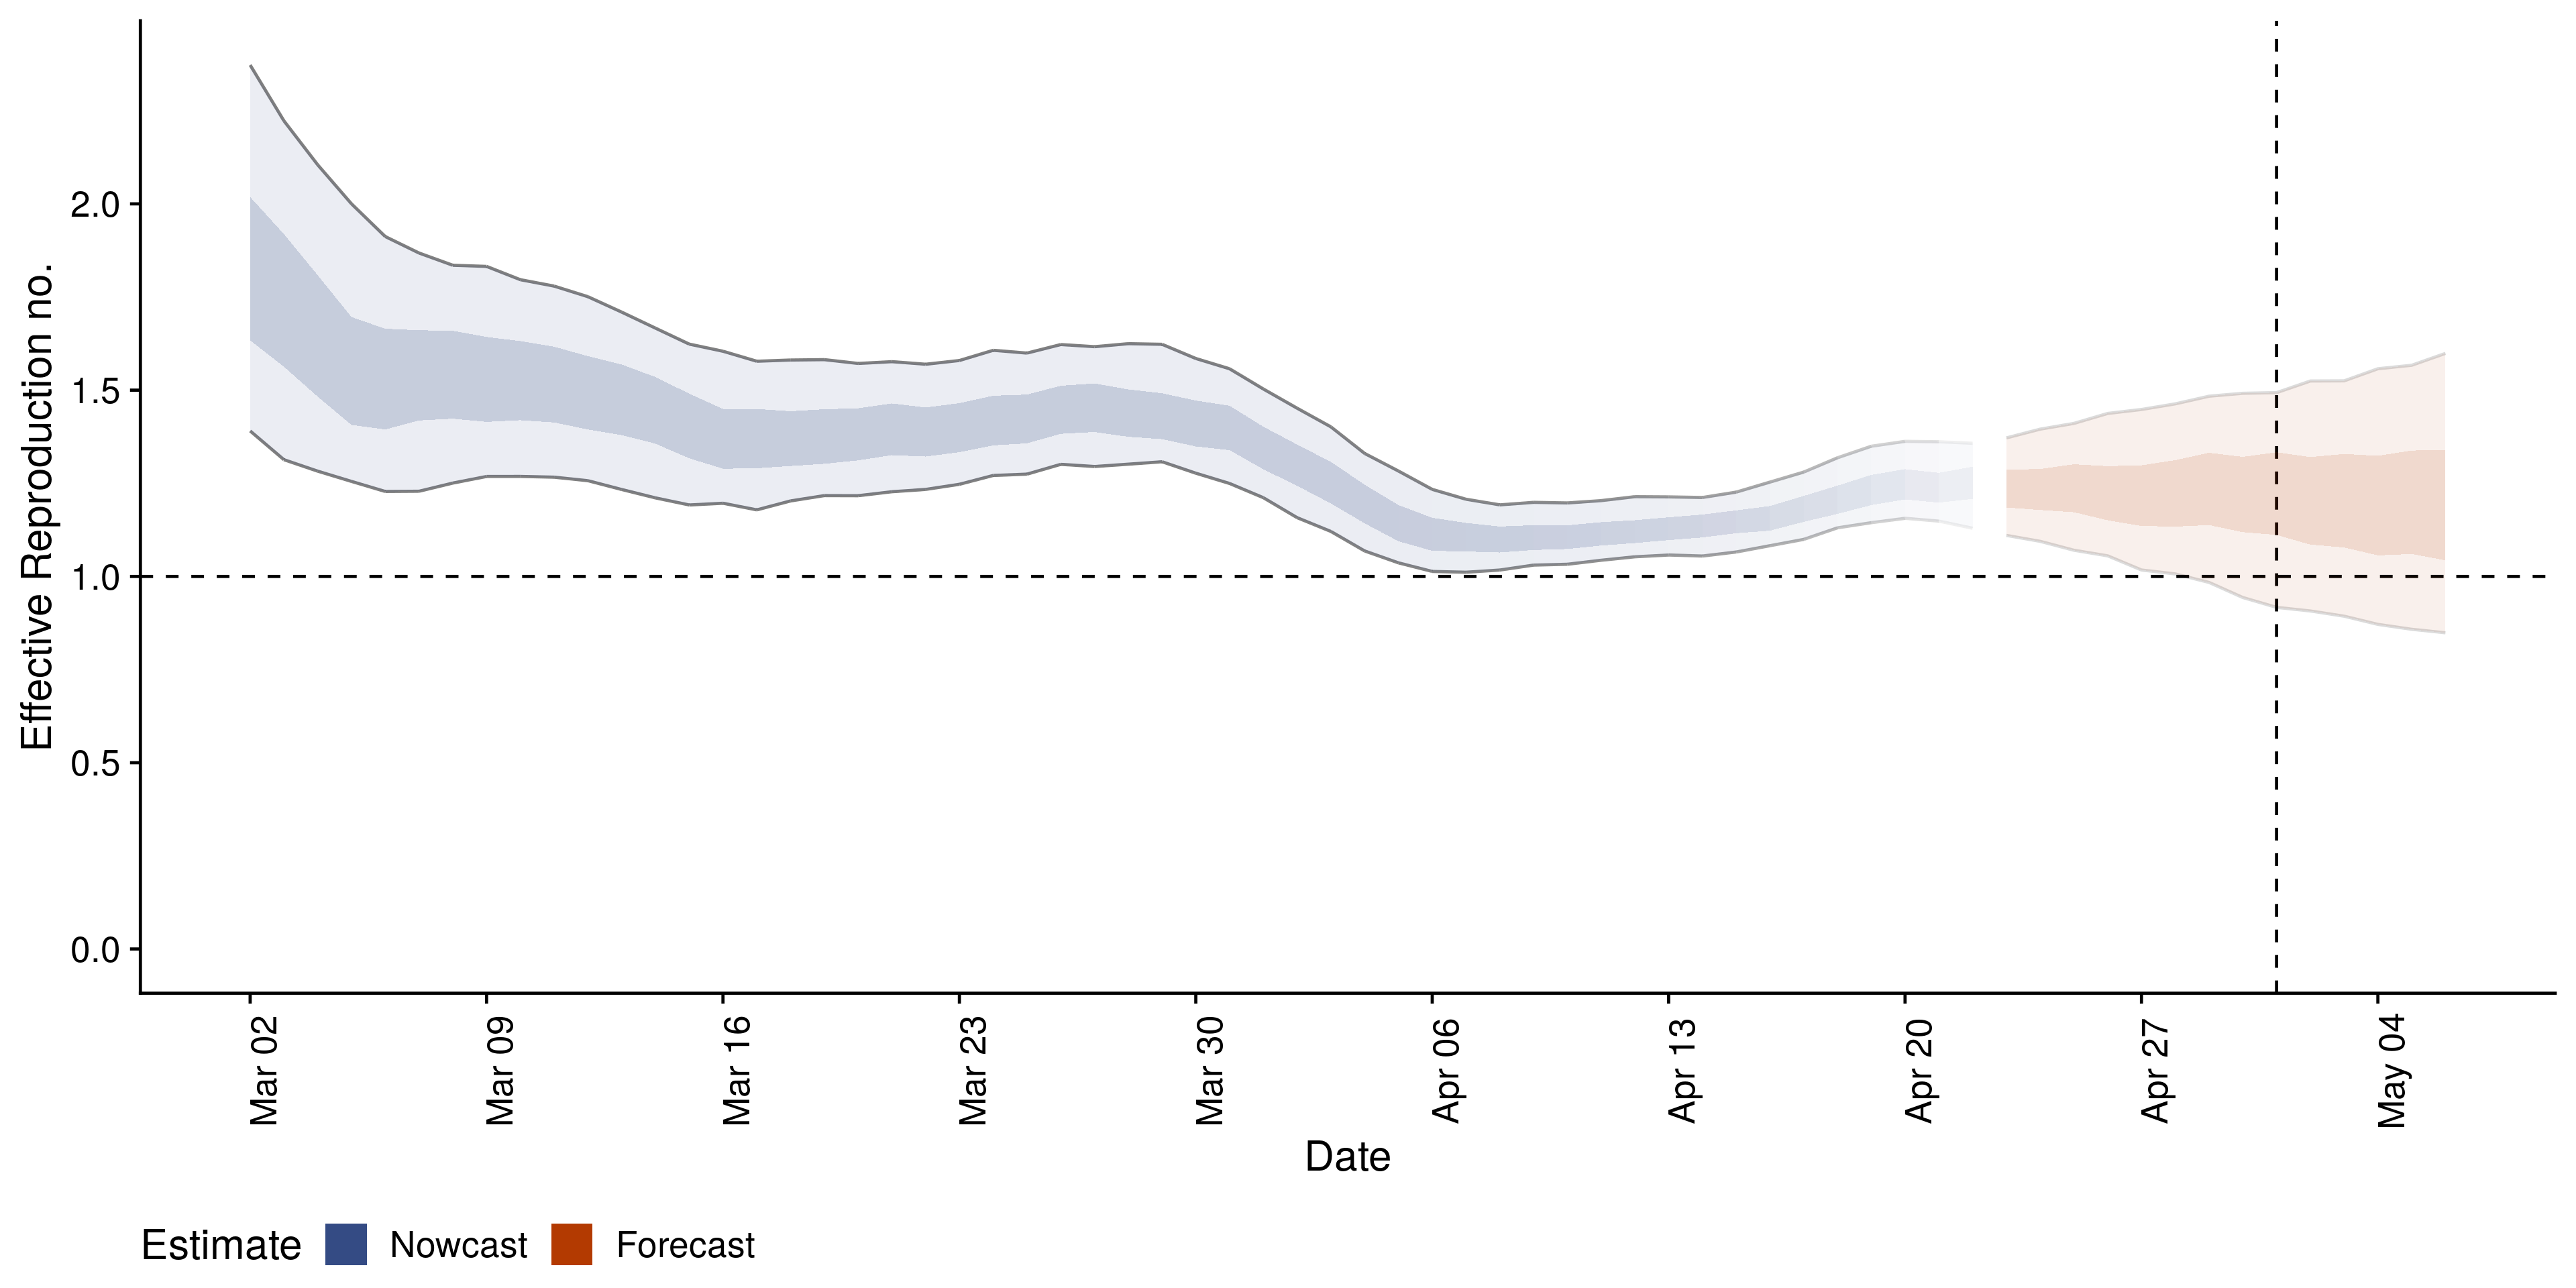 Effective Reproduction no.
2.0
1.5
1.0
0.5
0.0
Mar 02
Mar 09
Mar 16
Mar 23
Mar 30
Apr 06
Apr 13
Apr 20
Apr 27
May 04
Date
Estimate Nowcast Forecast